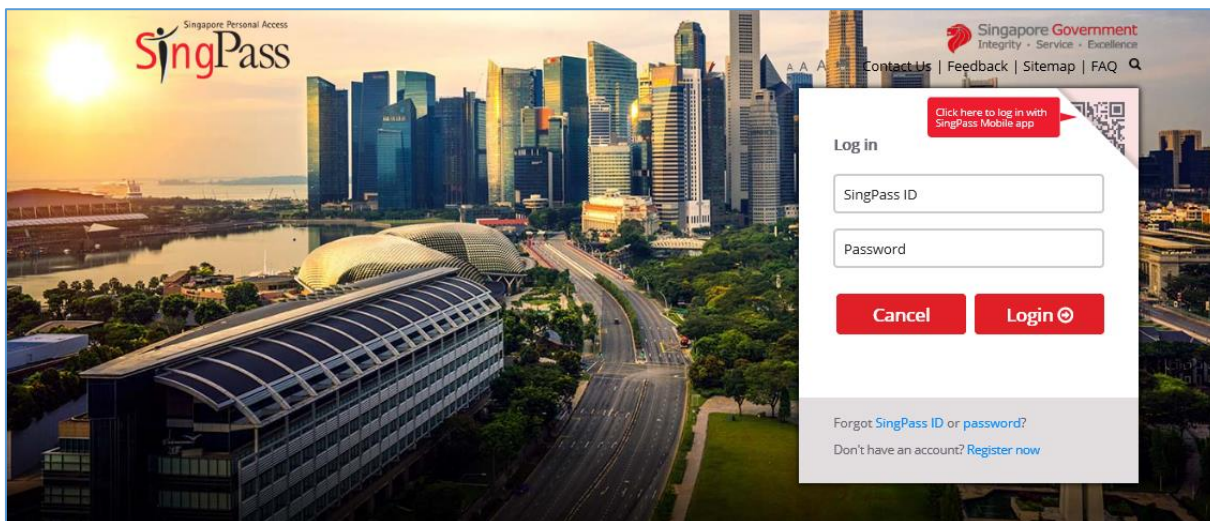 Singapore Personal Access
SingPass
Singapore Government
Integrity · Service · Excellence
A A A Contact Us | Feedback | Sitemap | FAQ
Click here to log in with
SingPass Mobile app
Log in
SingPass ID
Password
Cancel Login
Forgot SingPass ID or password?
Don't have an account? Register now